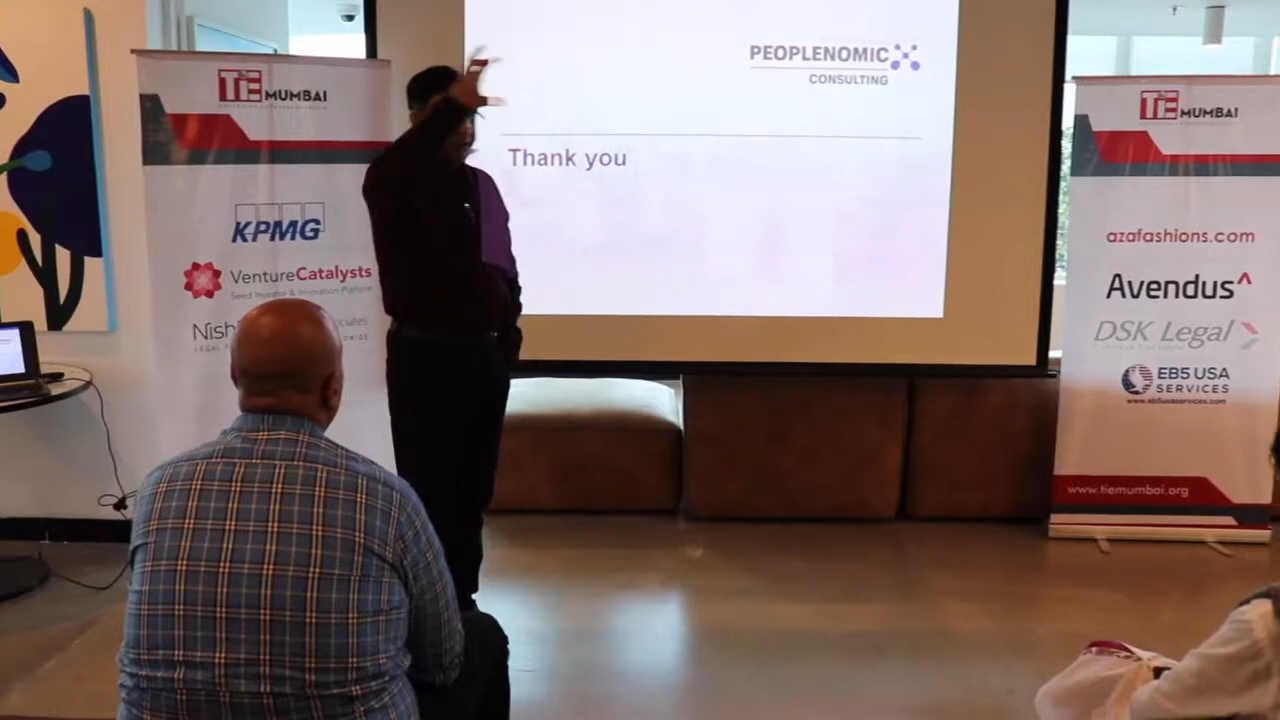 TiE MUMBAI
KPMG
VentureCatalysts
Seed Investor & Innovation Platform
Nish
PEOPLENOMIC
CONSULTING
Thank you
TiE MUMBAI
azafashions.com
Avendus
DSK Legal
EB5 USA
SERVICES
www.eb5usaservices.com
www.tiemumbai.org